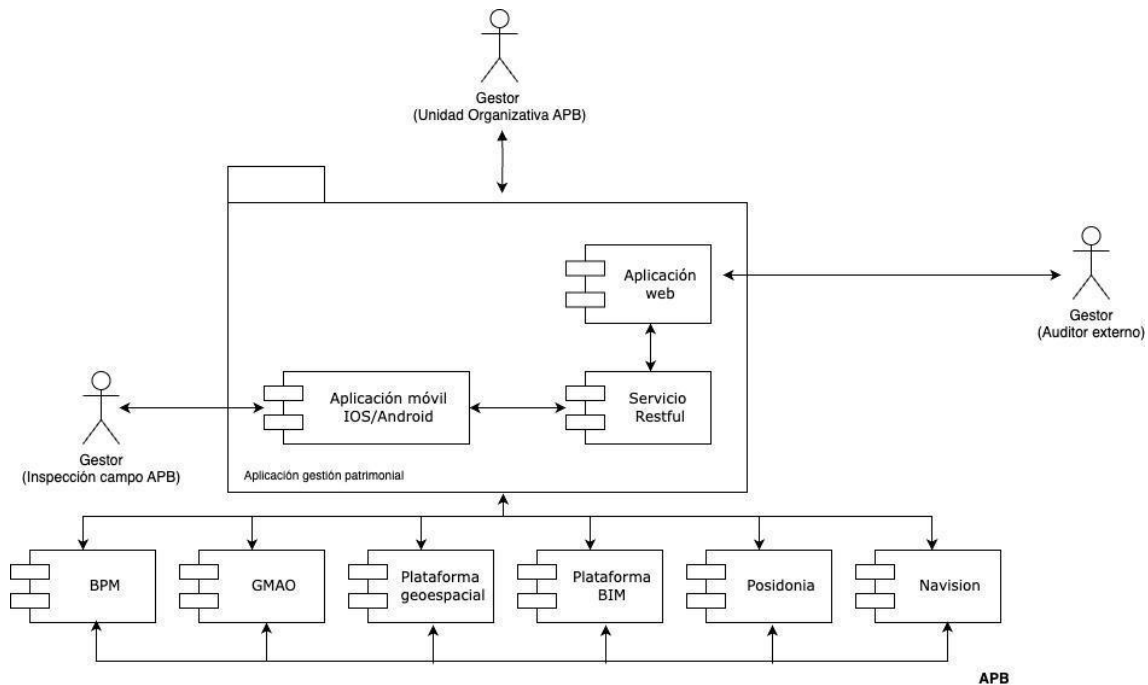 Gestor
(Unidad Organizativa APB)
Aplicación
web
Gestor
(Auditor externo)
Aplicación móvil
IOS/Android
Servicio
Restful
Gestor
(Inspección campo APB)
Aplicación gestión patrimonial
BPM
GMAO
Plataforma
geoespacial
Plataforma
BIM
Posidonia
Navision
APB